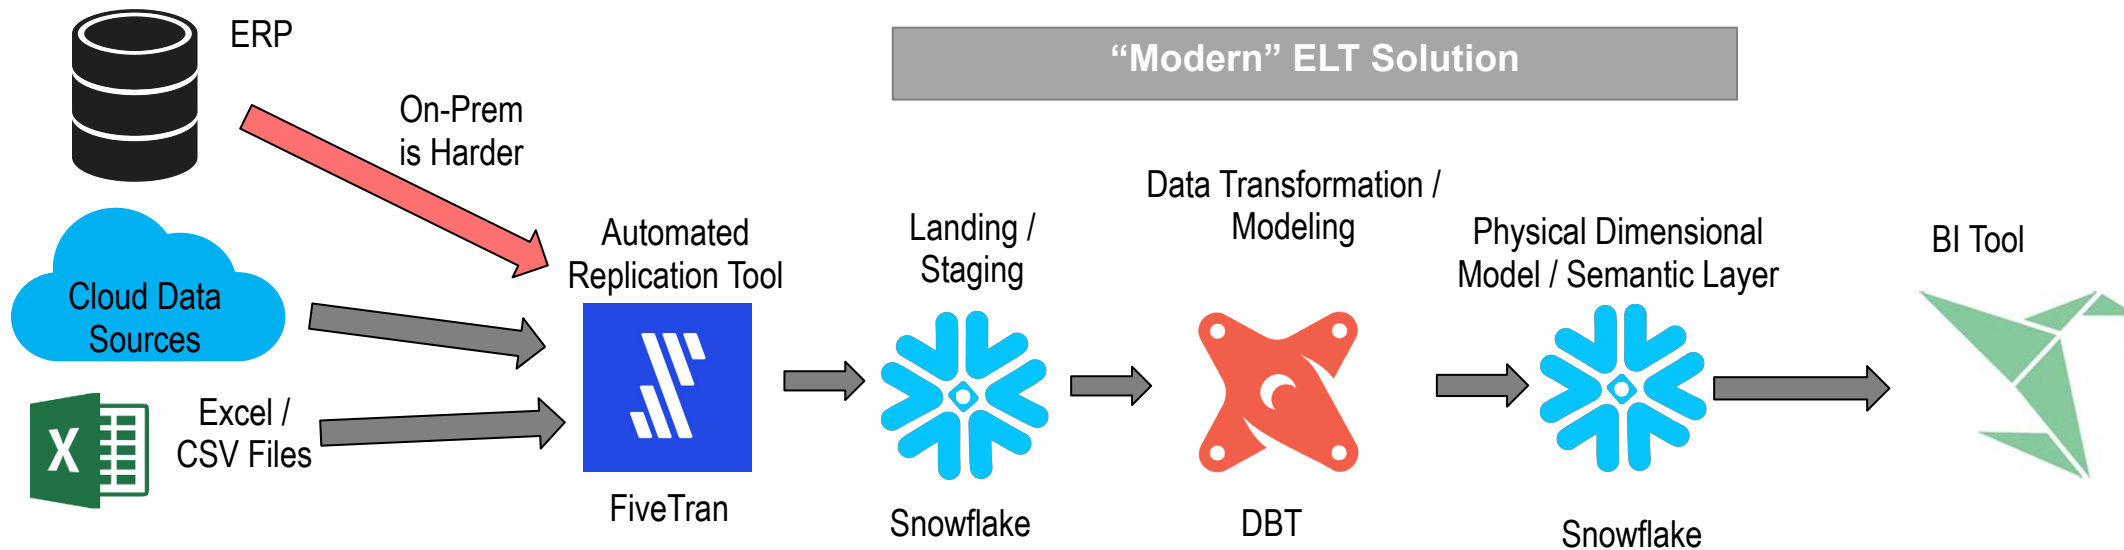 ERP
“Modern” ELT Solution
On-Prem
is Harder
Cloud Data
Sources
Excel /
CSV Files
X
Automated
Replication Tool
FiveTran
Landing /
Staging
Snowflake
Data Transformation /
Modeling
DBT
Physical Dimensional
Model / Semantic Layer
Snowflake
BI Tool